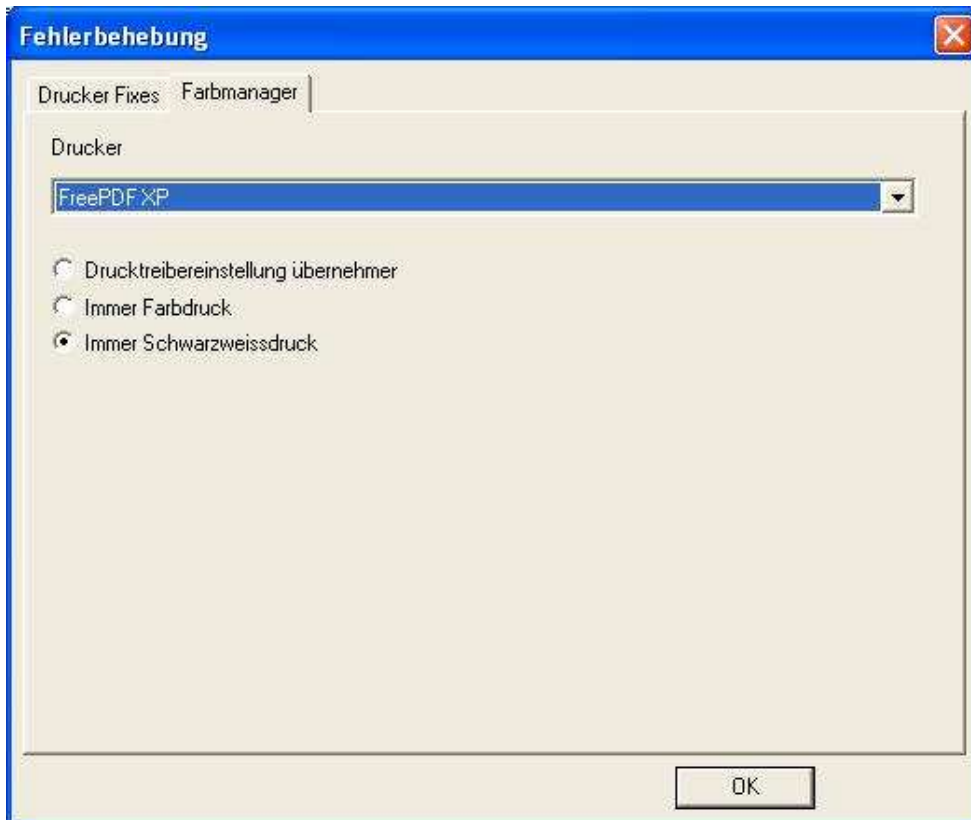 Fehlerbehebung
Drucker Fixes Farbmanager
Drucker
FreePDF XP
Drucktreibereinstellung übernehmer
Immer Farbdruck
Immer Schwarzweissdruck
OK